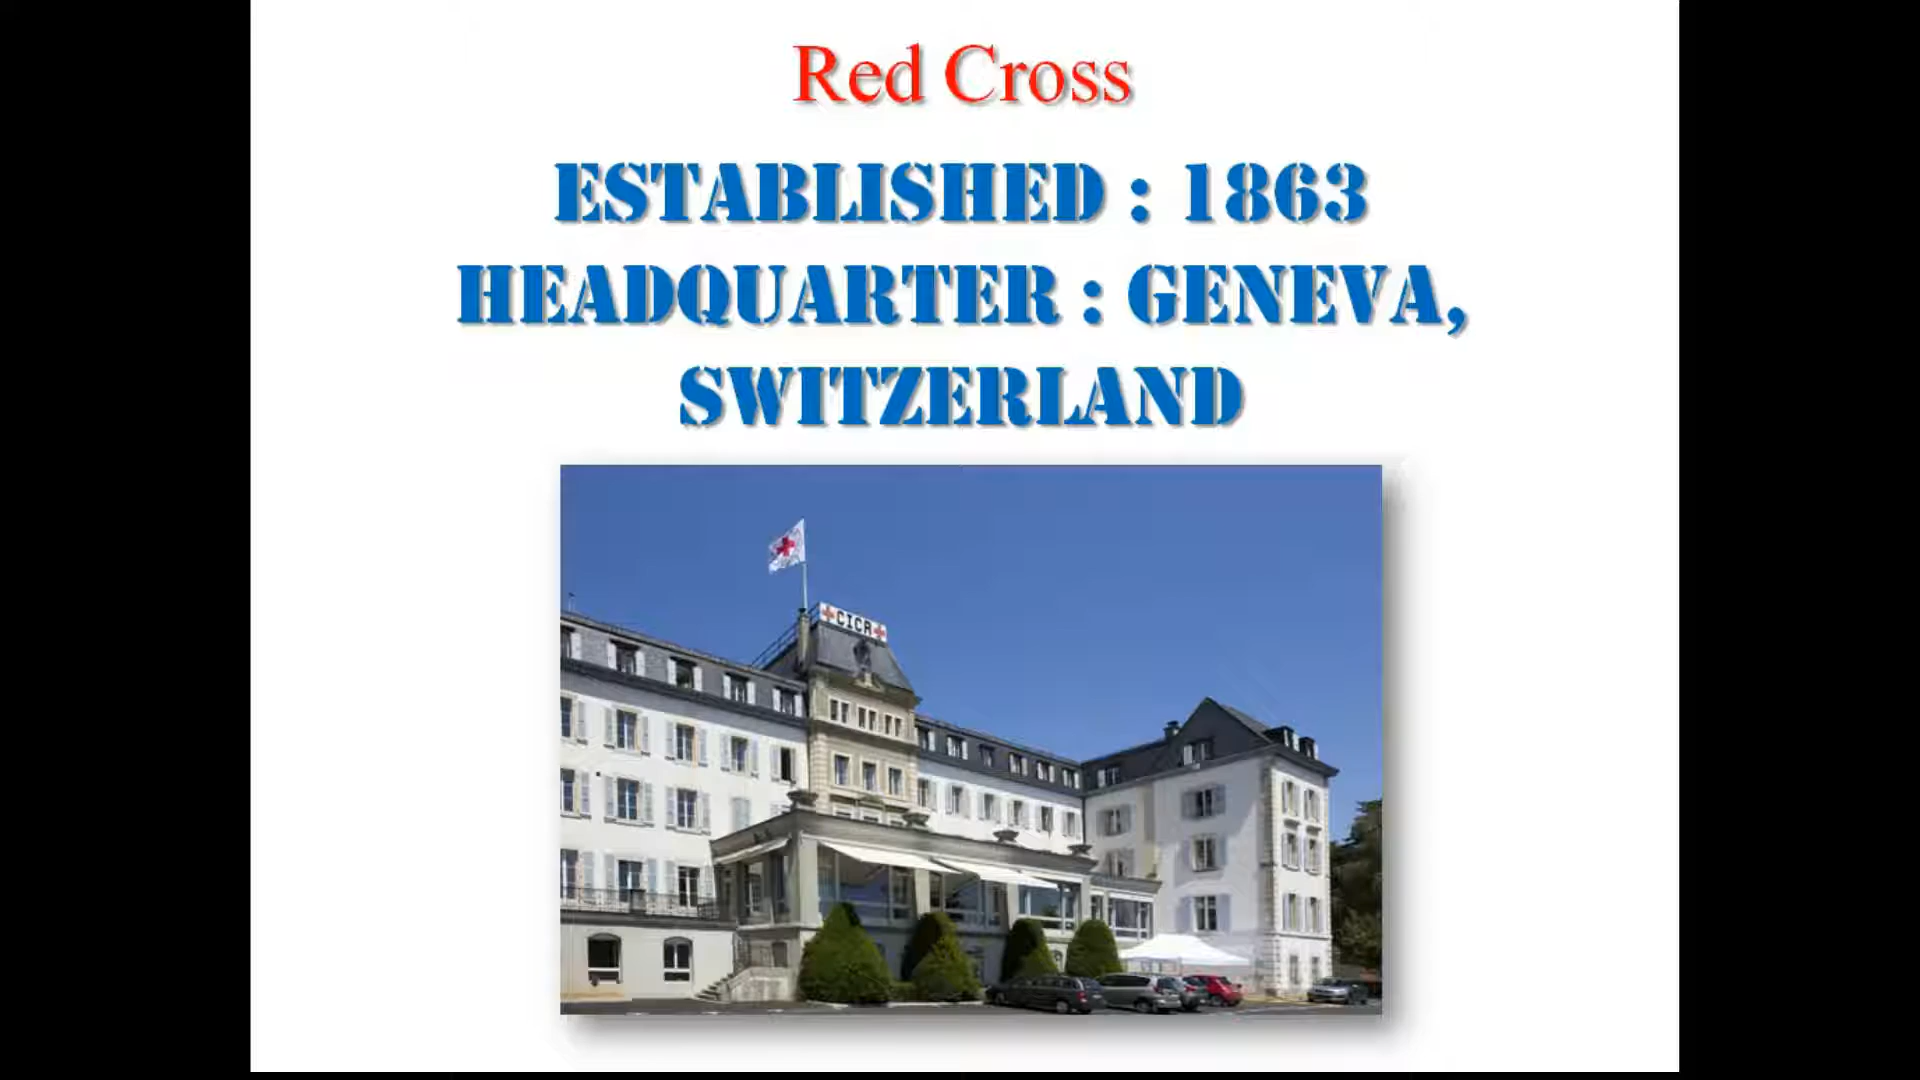 Red Cross
ESTABLISHED : 1863
HEADQUARTER : GENEVA,
SWITZERLAND
CICR